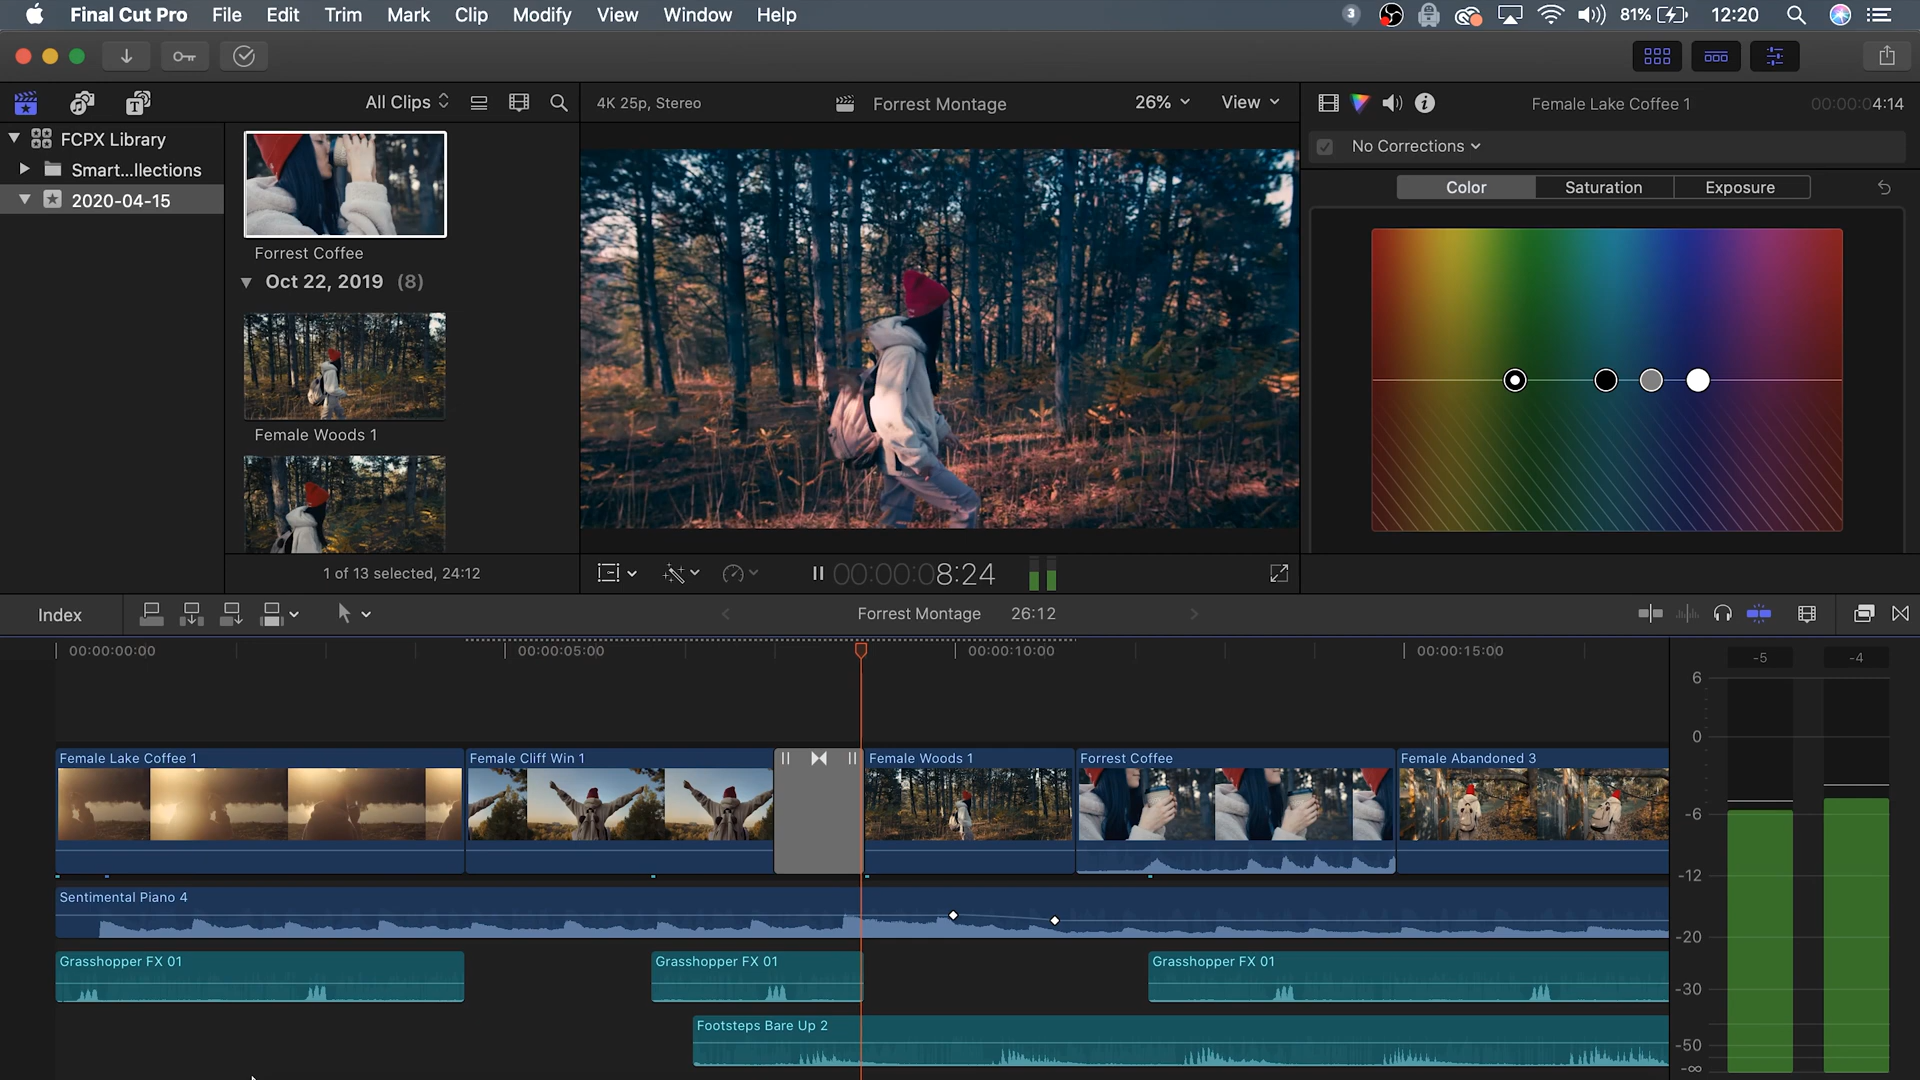 Final Cut Pro File Edit Trim Mark Clip Modify View Window Help
3 81% 12:20
All Clips
4K 25p, Stereo
Forrest Montage
26%
View
Female Lake Coffee 1
00:00:04:14
FCPX Library
Smart...llections
2020-04-15
Forrest Coffee
Oct 22, 2019 (8)
Female Woods 1
1 of 13 selected, 24:12
No Corrections
Color Saturation Exposure
00:00:08:24
Index
Forrest Montage 26:12
00:00:00:00 00:00:05:00 00:00:10:00 00:00:15:00
Female Lake Coffee 1
Female Cliff Win 1
Female Woods 1
Forrest Coffee
Female Abandoned 3
Sentimental Piano 4
Grasshopper FX 01
Grasshopper FX 01
Grasshopper FX 01
Footsteps Bare Up 2
-5 -4
6
0
-6
-12
-20
-30
-50
-∞